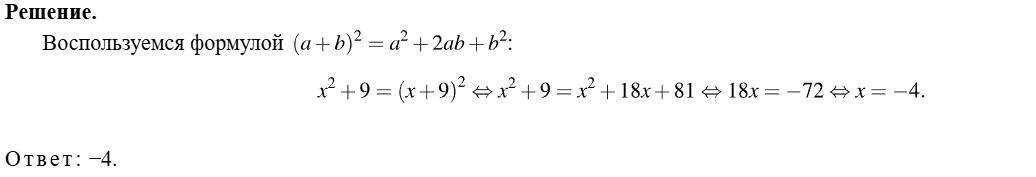 Решение.
Воспользуемся формулой (a + b)² = a² + 2ab + b²:
x² + 9 = (x + 9)² ⇔ x² + 9 = x² + 18x + 81 ⇔ 18x = −72 ⇔ x = −4.
Ответ: −4.